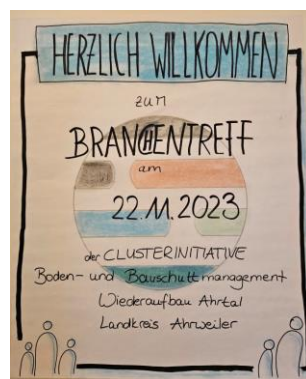 HERZLICH WILLKOMMEN
zum
BRANCHENTREFF
am
22.11.2023
der CLUSTERINITIATIVE
Boden- und Bauschuttmanagement
Wiederaufbau Ahrtal
Landkreis Ahrweiler